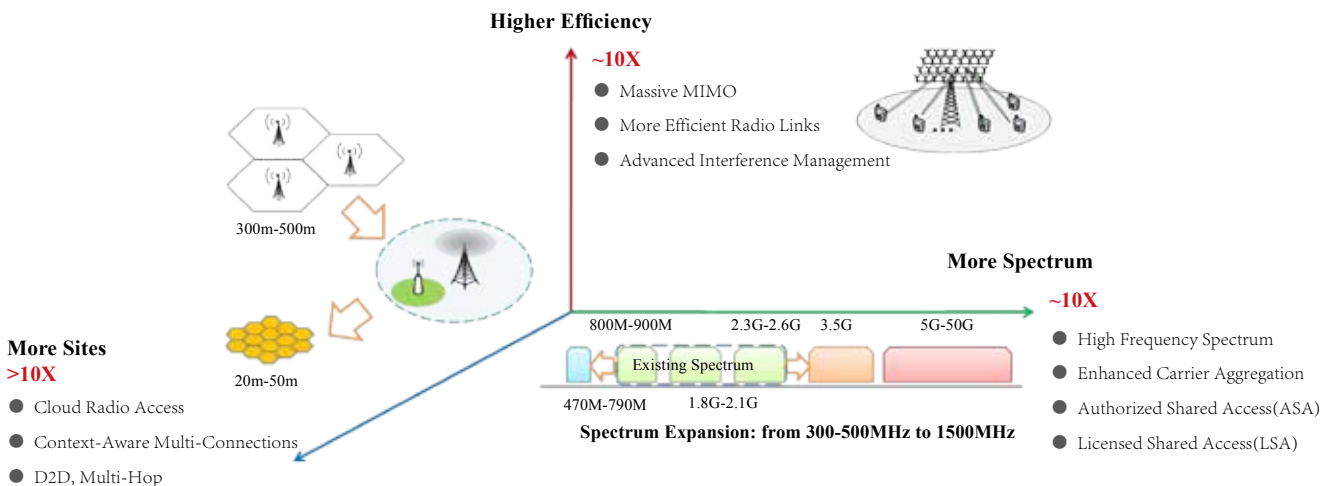 Higher Efficiency
~10X
Massive MIMO
More Efficient Radio Links
Advanced Interference Management
300m-500m
20m-50m
More Sites
>10X
Cloud Radio Access
Context-Aware Multi-Connections
D2D, Multi-Hop
More Spectrum
~10X
High Frequency Spectrum
Enhanced Carrier Aggregation
Authorized Shared Access(ASA)
Licensed Shared Access(LSA)
800M-900M
2.3G-2.6G
3.5G
5G-50G
Existing Spectrum
470M-790M
1.8G-2.1G
Spectrum Expansion: from 300-500MHz to 1500MHz